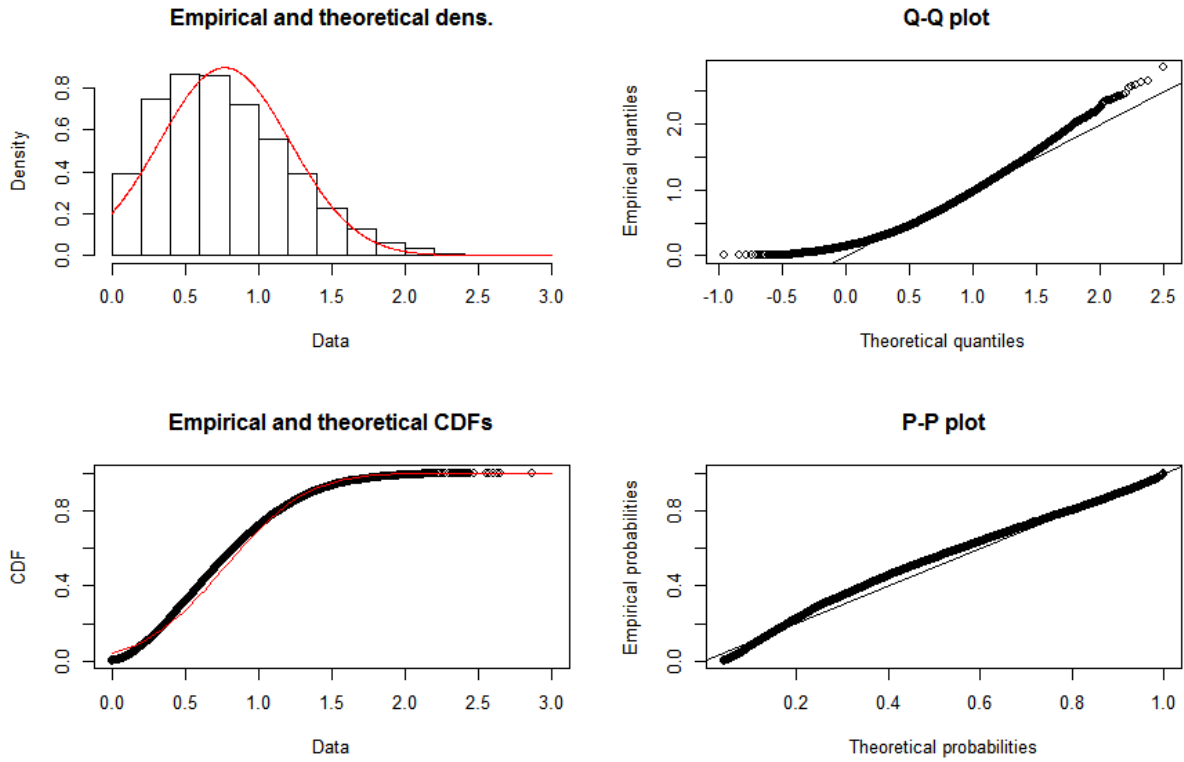 Empirical and theoretical dens.
Density
0.0 0.2 0.4 0.6 0.8
0.0 0.5 1.0 1.5 2.0 2.5 3.0
Data
Q-Q plot
Empirical quantiles
0.0 1.0 2.0
-1.0 -0.5 0.0 0.5 1.0 1.5 2.0 2.5
Theoretical quantiles
Empirical and theoretical CDFs
CDF
0.0 0.4 0.8
0.0 0.5 1.0 1.5 2.0 2.5 3.0
Data
P-P plot
Empirical probabilities
0.0 0.4 0.8
0.2 0.4 0.6 0.8 1.0
Theoretical probabilities